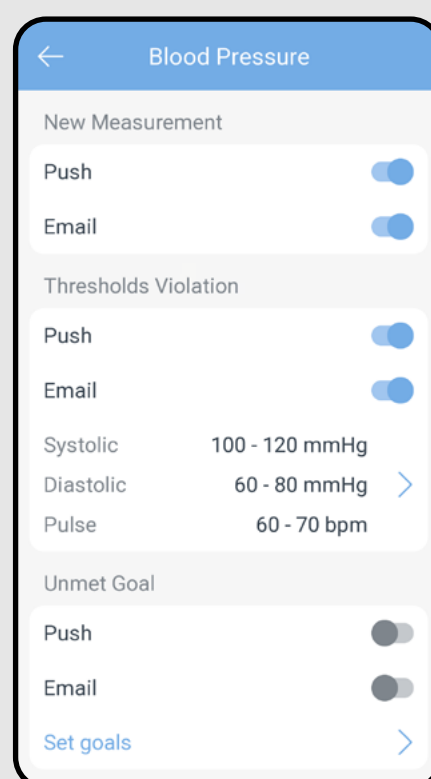 Blood Pressure
New Measurement
Push
Email
Thresholds Violation
Push
Email
Systolic 100 - 120 mmHg
Diastolic 60 - 80 mmHg
Pulse 60 - 70 bpm
Unmet Goal
Push
Email
Set goals